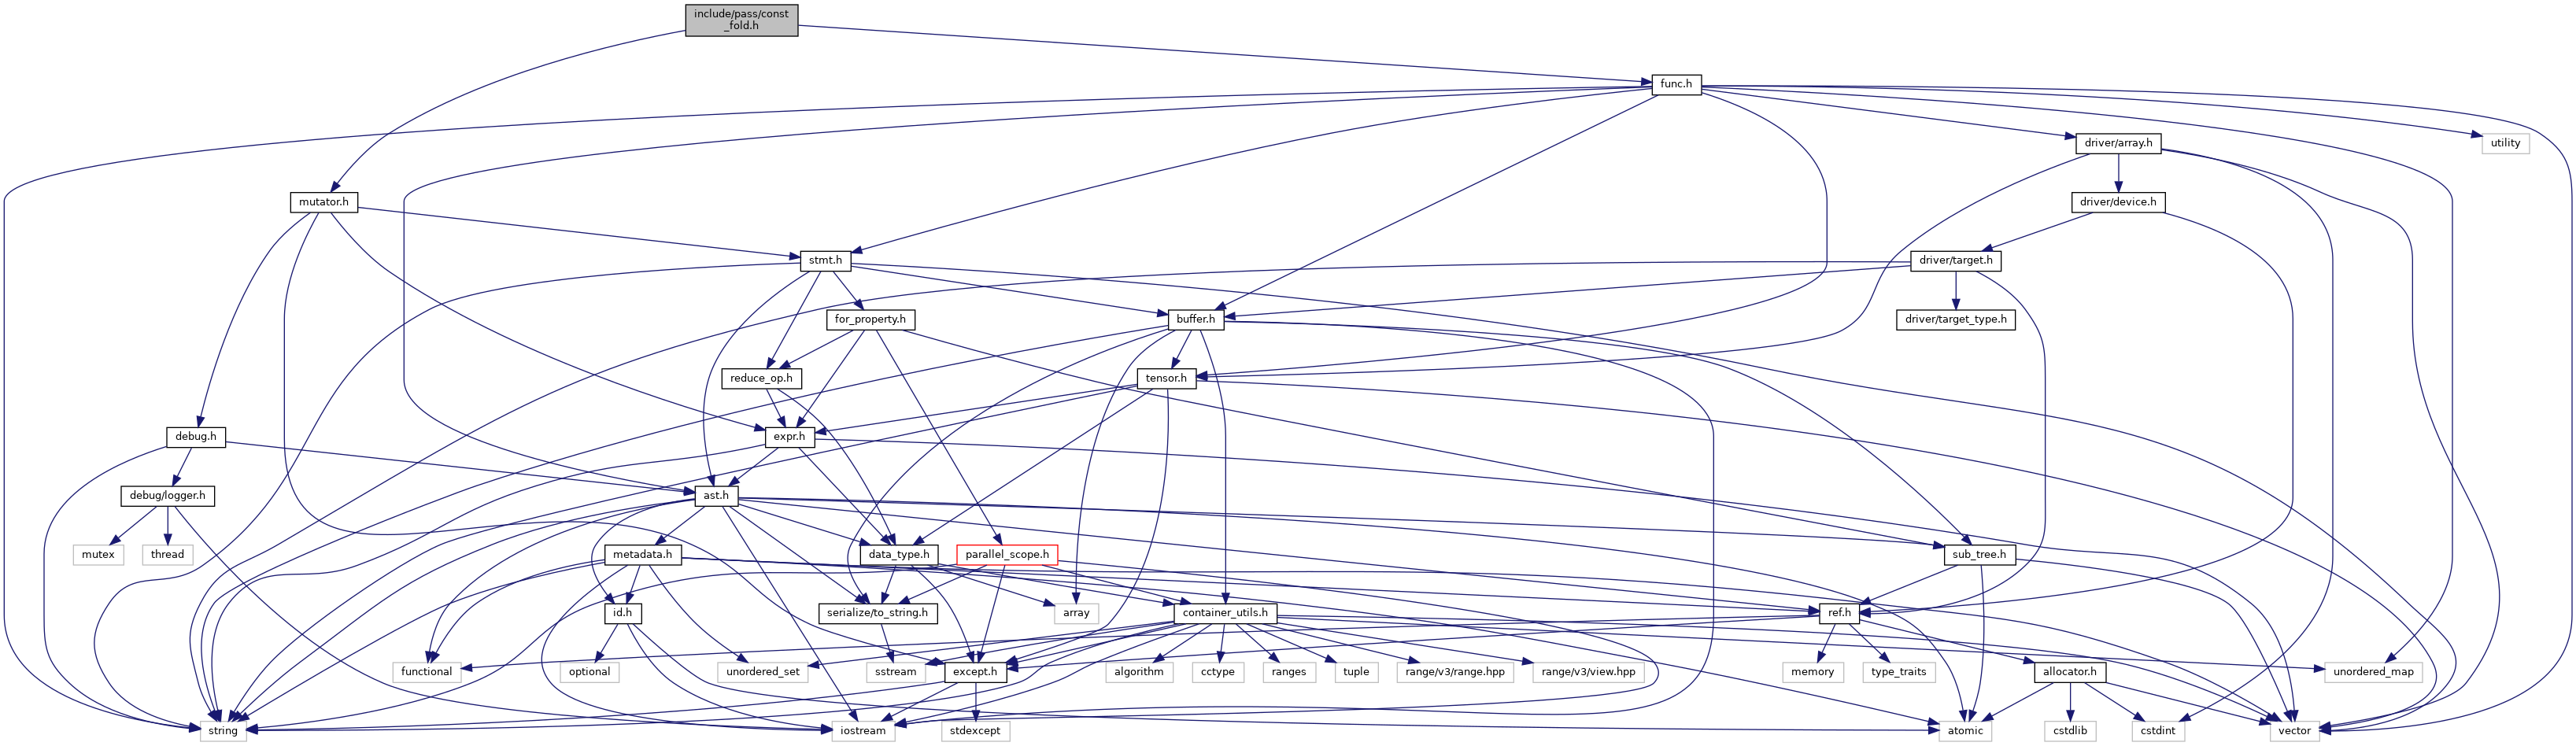 include/pass/const
_fold.h
func.h
utility
driver/array.h
mutator.h
driver/device.h
stmt.h
driver/target.h
for_property.h
buffer.h
driver/target_type.h
reduce_op.h
tensor.h
debug.h
expr.h
debug/logger.h
ast.h
mutex
thread
metadata.h
data_type.h
parallel_scope.h
sub_tree.h
id.h
serialize/to_string.h
array
container_utils.h
ref.h
functional
optional
unordered_set
sstream
except.h
algorithm
cctype
ranges
tuple
range/v3/range.hpp
range/v3/view.hpp
memory
type_traits
allocator.h
unordered_map
string
iostream
stdexcept
atomic
cstdlib
cstdint
vector